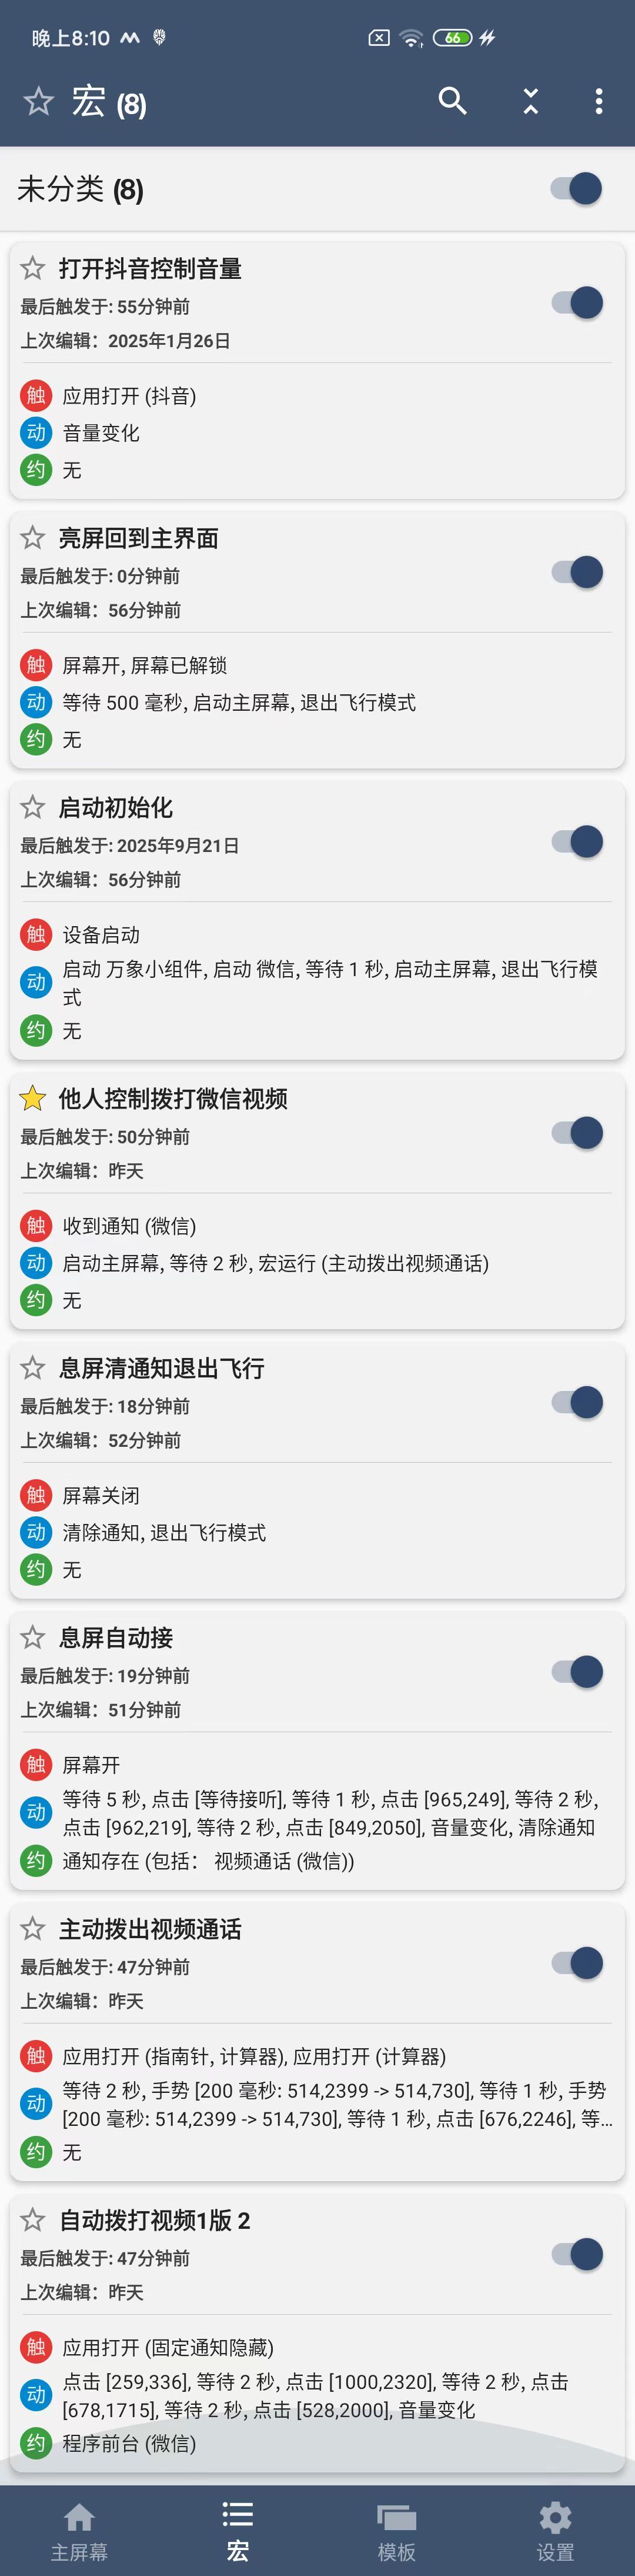 晚上8:10
66
宏 (8)
未分类 (8)
打开抖音控制音量
最后触发于: 55分钟前
上次编辑：2025年1月26日
触 应用打开 (抖音)
动 音量变化
约 无
亮屏回到主界面
最后触发于: 0分钟前
上次编辑：56分钟前
触 屏幕开, 屏幕已解锁
动 等待 500 毫秒, 启动主屏幕, 退出飞行模式
约 无
启动初始化
最后触发于: 2025年9月21日
上次编辑：56分钟前
触 设备启动
动 启动 万象小组件, 启动 微信, 等待 1 秒, 启动主屏幕, 退出飞行模
式
约 无
他人控制拨打微信视频
最后触发于: 50分钟前
上次编辑：昨天
触 收到通知 (微信)
动 启动主屏幕, 等待 2 秒, 宏运行 (主动拨出视频通话)
约 无
息屏清通知退出飞行
最后触发于: 18分钟前
上次编辑：52分钟前
触 屏幕关闭
动 清除通知, 退出飞行模式
约 无
息屏自动接
最后触发于: 19分钟前
上次编辑：51分钟前
触 屏幕开
动 等待 5 秒, 点击 [等待接听], 等待 1 秒, 点击 [965,249], 等待 2 秒,
点击 [962,219], 等待 2 秒, 点击 [849,2050], 音量变化, 清除通知
约 通知存在 (包括： 视频通话 (微信))
主动拨出视频通话
最后触发于: 47分钟前
上次编辑：昨天
触 应用打开 (指南针, 计算器), 应用打开 (计算器)
动 等待 2 秒, 手势 [200 毫秒: 514,2399 -> 514,730], 等待 1 秒, 手势
[200 毫秒: 514,2399 -> 514,730], 等待 1 秒, 点击 [676,2246], 等...
约 无
自动拨打视频1版 2
最后触发于: 47分钟前
上次编辑：昨天
触 应用打开 (固定通知隐藏)
动 点击 [259,336], 等待 2 秒, 点击 [1000,2320], 等待 2 秒, 点击
[678,1715], 等待 2 秒, 点击 [528,2000], 音量变化
约 程序前台 (微信)
主屏幕 宏 模板 设置